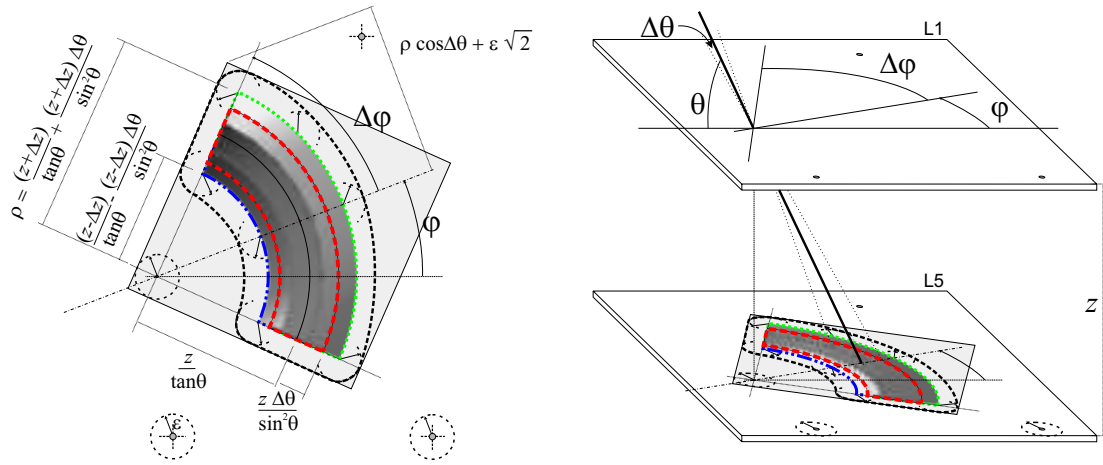 ρ cosΔθ + ε √2
Δφ
φ
ρ = (z+Δz)/tanθ + (z+Δz) Δθ/sin²θ
(z-Δz)/tanθ - (z-Δz) Δθ/sin²θ
z/tanθ
z Δθ/sin²θ
ε
L1
Δθ
θ
Δφ
φ
L5
z